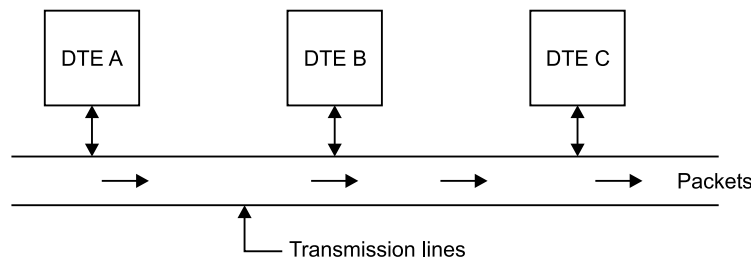 DTE A
DTE B
DTE C
Packets
Transmission lines